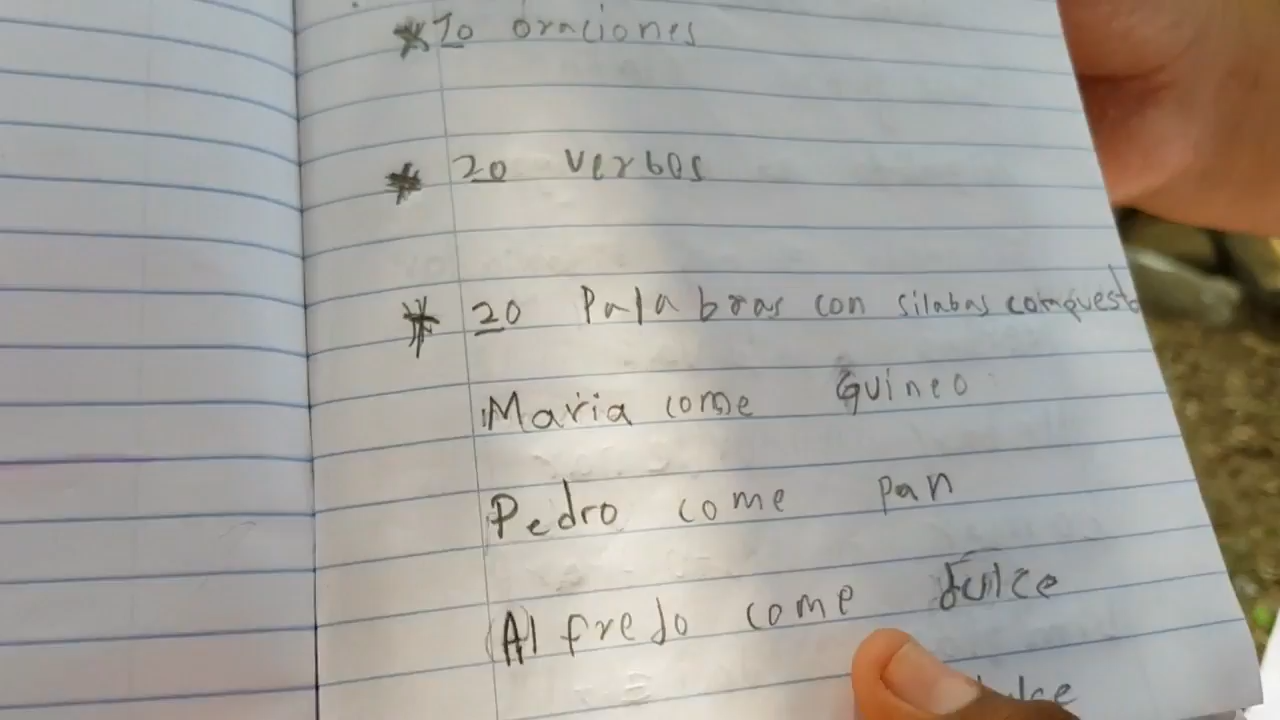 *10 oraciones
* 20 verbos
* 20 Palabras con silabas compuesta
Maria come Guineo
Pedro come pan
Alfredo come dulce